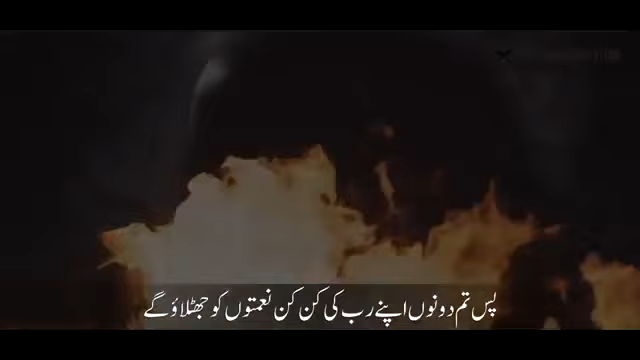 پس تم دونوں اپنے رب کی کن کن نعمتوں کو جھٹلاؤ گے